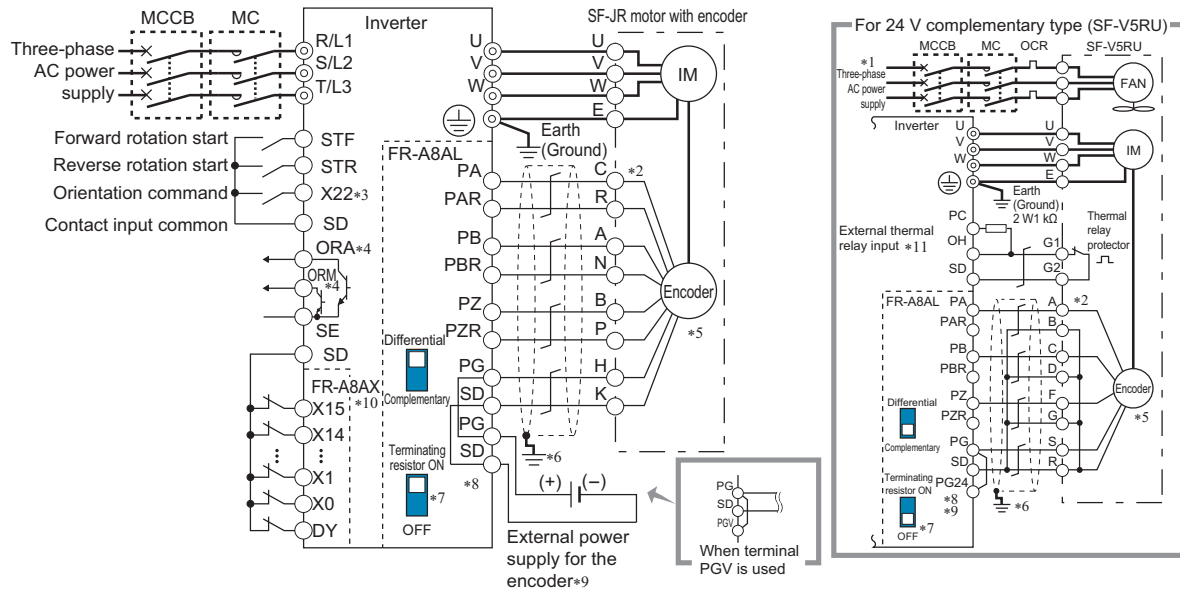 MCCB
MC
Three-phase
AC power
supply
R/L1
S/L2
T/L3
Inverter
U
V
W
SF-JR motor with encoder
U
V
W
E
IM
Earth
(Ground)
Forward rotation start
Reverse rotation start
Orientation command
Contact input common
STF
STR
X22*3
SD
ORA*4
ORM
*4
SE
SD
FR-A8AX
*10
X15
X14
X1
X0
DY
FR-A8AL
PA
PAR
PB
PBR
PZ
PZR
PG
SD
PG
SD
Differential
Complementary
Terminating
resistor ON
*7
OFF
*8
C
*2
R
A
N
B
P
H
K
Encoder
*5
*6
(+)
(−)
External power
supply for the
encoder*9
PG
SD
PGV
When terminal
PGV is used
For 24 V complementary type (SF-V5RU)
MCCB
MC
OCR
SF-V5RU
*1
Three-phase
AC power
supply
FAN
Inverter
U
V
W
U
V
W
E
IM
Earth
(Ground)
2 W1 kΩ
External thermal
relay input *11
PC
OH
SD
G1
G2
Thermal
relay
protector
FR-A8AL
PA
PAR
PB
PBR
PZ
PZR
PG
SD
PG24
A
*2
B
C
D
F
G
S
R
Encoder
*5
Differential
Complementary
Terminating
resistor ON
*8
*9
*7
OFF
*6